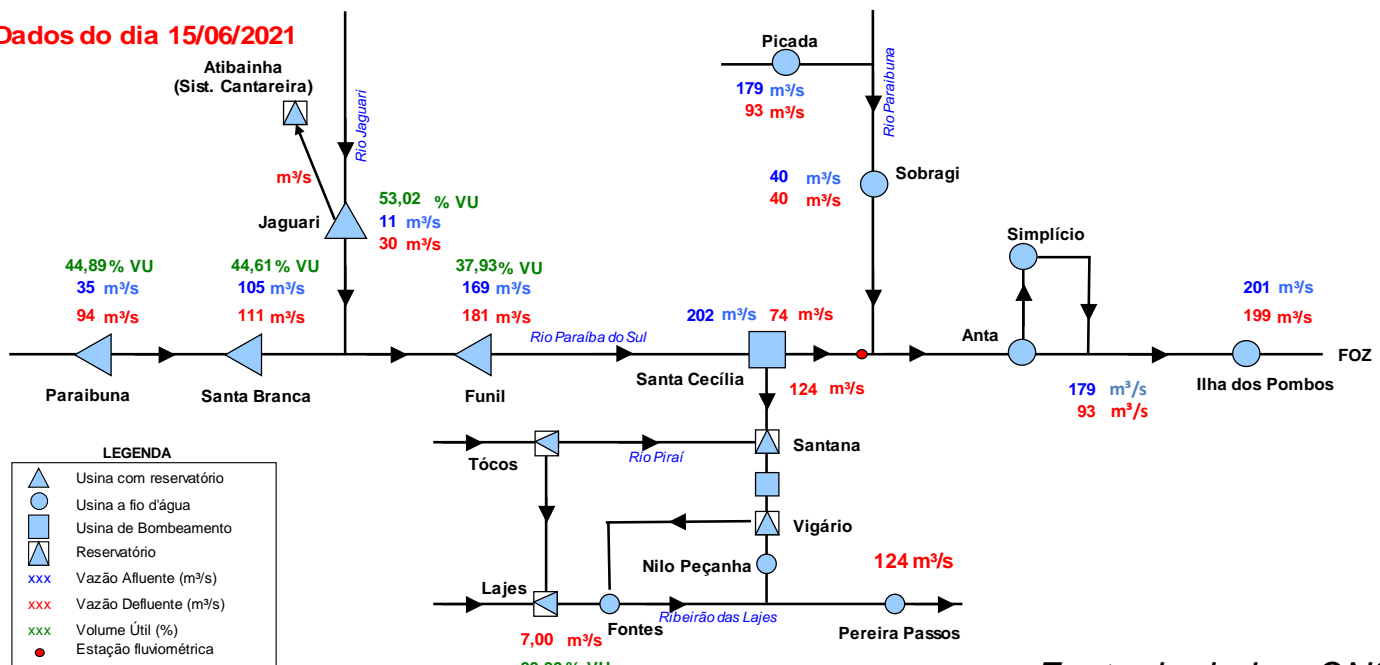 Dados do dia 15/06/2021
Atibainha
(Sist. Cantareira)
m³/s
Rio Jaguari
Jaguari
53,02 % VU
11 m³/s
30 m³/s
Picada
179 m³/s
93 m³/s
Rio Paraibuna
40 m³/s
40 m³/s
Sobragi
44,89 % VU
35 m³/s
94 m³/s
Paraibuna
44,61 % VU
105 m³/s
111 m³/s
Santa Branca
37,93 % VU
169 m³/s
181 m³/s
Funil
Rio Paraíba do Sul
202 m³/s 74 m³/s
Santa Cecília
124 m³/s
Simplício
Anta
179 m³/s
93 m³/s
201 m³/s
199 m³/s
Ilha dos Pombos
FOZ
Tócos
Rio Piraí
Santana
Vigário
Nilo Peçanha
124 m³/s
Lajes
7,00 m³/s
Fontes
Ribeirão das Lajes
Pereira Passos
LEGENDA
Usina com reservatório
Usina a fio d'água
Usina de Bombeamento
Reservatório
xxx Vazão Afluente (m³/s)
xxx Vazão Defluente (m³/s)
xxx Volume Útil (%)
Estação fluviométrica